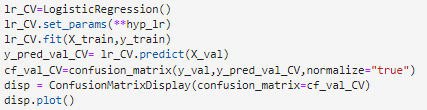 lr_CV=LogisticRegression()
lr_CV.set_params(**hyp_lr)
lr_CV.fit(X_train,y_train)
y_pred_val_CV= lr_CV.predict(X_val)
cf_val_CV=confusion_matrix(y_val,y_pred_val_CV,normalize="true")
disp = ConfusionMatrixDisplay(confusion_matrix=cf_val_CV)
disp.plot()